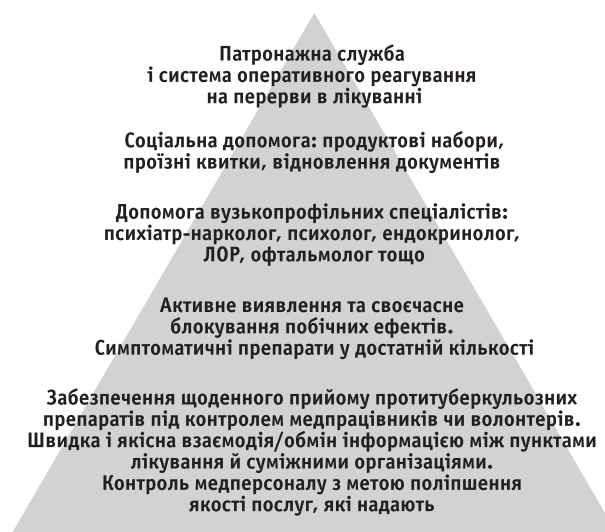 Патронажна служба
і система оперативного реагування
на перерви в лікуванні
Соціальна допомога: продуктові набори,
проїзні квитки, відновлення документів
Допомога вузькопрофільних спеціалістів:
психіатр-нарколог, психолог, ендокринолог,
ЛОР, офтальмолог тощо
Активне виявлення та своєчасне
блокування побічних ефектів.
Симптоматичні препарати у достатній кількості
Забезпечення щоденного прийому протитуберкульозних
препаратів під контролем медпрацівників чи волонтерів.
Швидка і якісна взаємодія/обмін інформацією між пунктами
лікування й суміжними організаціями.
Контроль медперсоналу з метою поліпшення
якості послуг, які надають